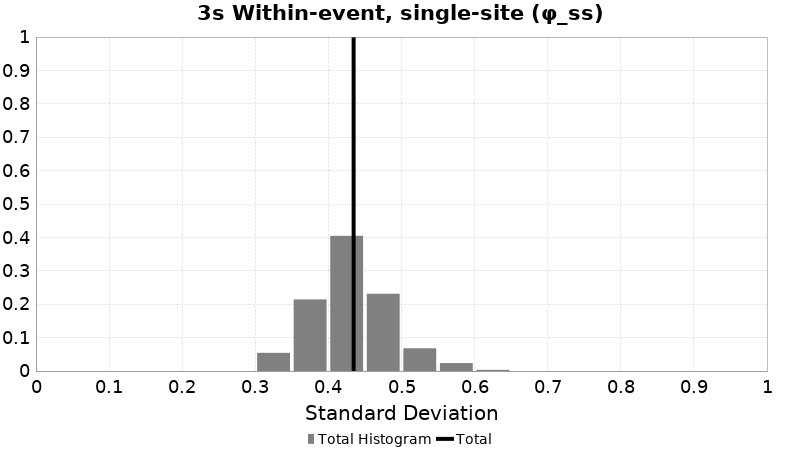 3s Within-event, single-site (φ_ss)
1
0.9
0.8
0.7
0.6
0.5
0.4
0.3
0.2
0.1
0
0 0.1 0.2 0.3 0.4 0.5 0.6 0.7 0.8 0.9 1
Standard Deviation
Total Histogram Total